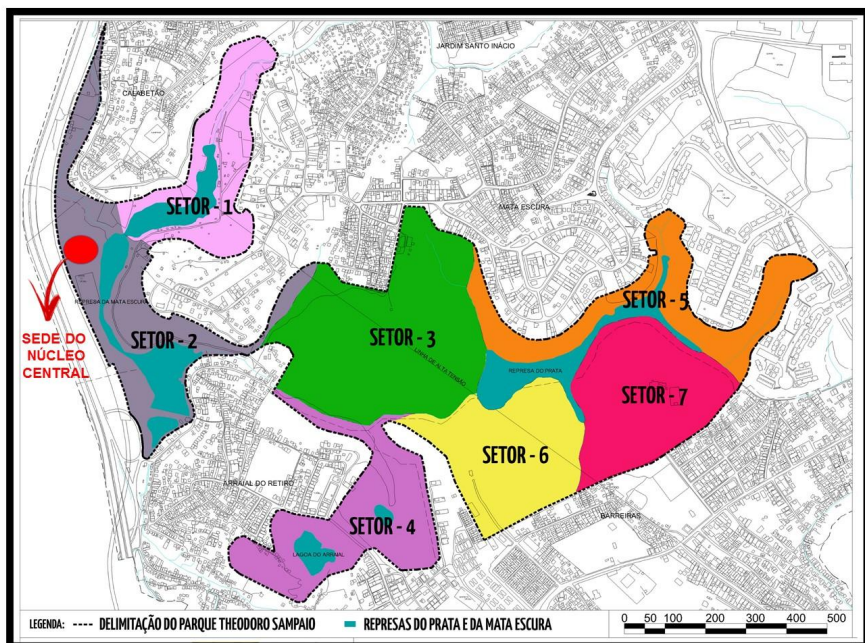 JARDIM SANTO INÁCIO
CALABETÃO
SETOR - 1
MATA ESCURA
SEDE DO
NÚCLEO
CENTRAL
REPRESA DA MATA ESCURA
SETOR - 2
SETOR - 3
LINHA DE ALTA TENSÃO
SETOR - 5
REPRESA DO PRATA
SETOR - 7
SETOR - 6
ARRAIAL DO RETIRO
SETOR - 4
LAGOA DO ARRAIAL
BARREIRAS
LEGENDA: ---- DELIMITAÇÃO DO PARQUE THEODORO SAMPAIO REPRESAS DO PRATA E DA MATA ESCURA
0 50 100 200 300 400 500